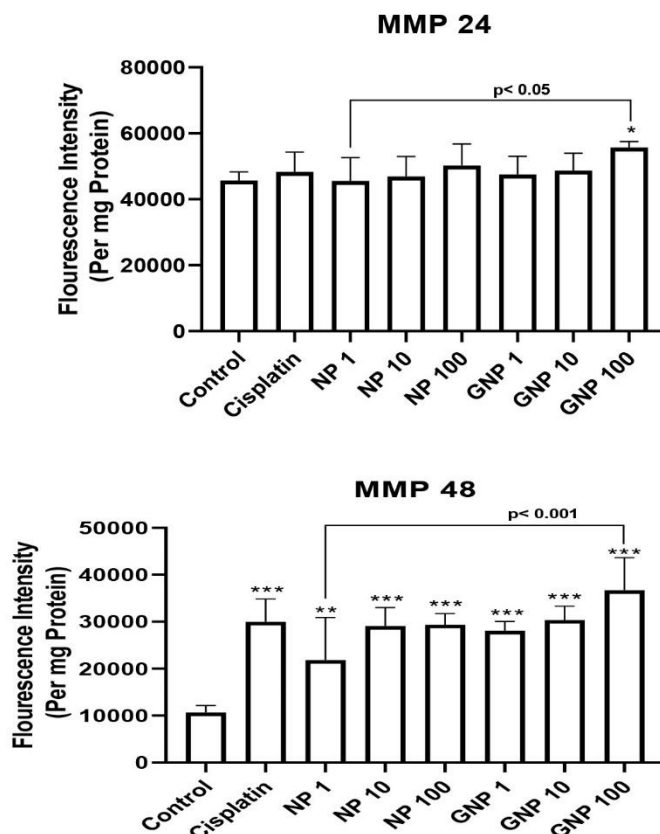 MMP 24
Flourescence Intensity
(Per mg Protein)
80000
60000
40000
20000
0
p< 0.05
*
Control
Cisplatin
NP 1
NP 10
NP 100
GNP 1
GNP 10
GNP 100
MMP 48
Flourescence Intensity
(Per mg Protein)
50000
40000
30000
20000
10000
0
p< 0.001
***
**
***
***
***
***
***
Control
Cisplatin
NP 1
NP 10
NP 100
GNP 1
GNP 10
GNP 100